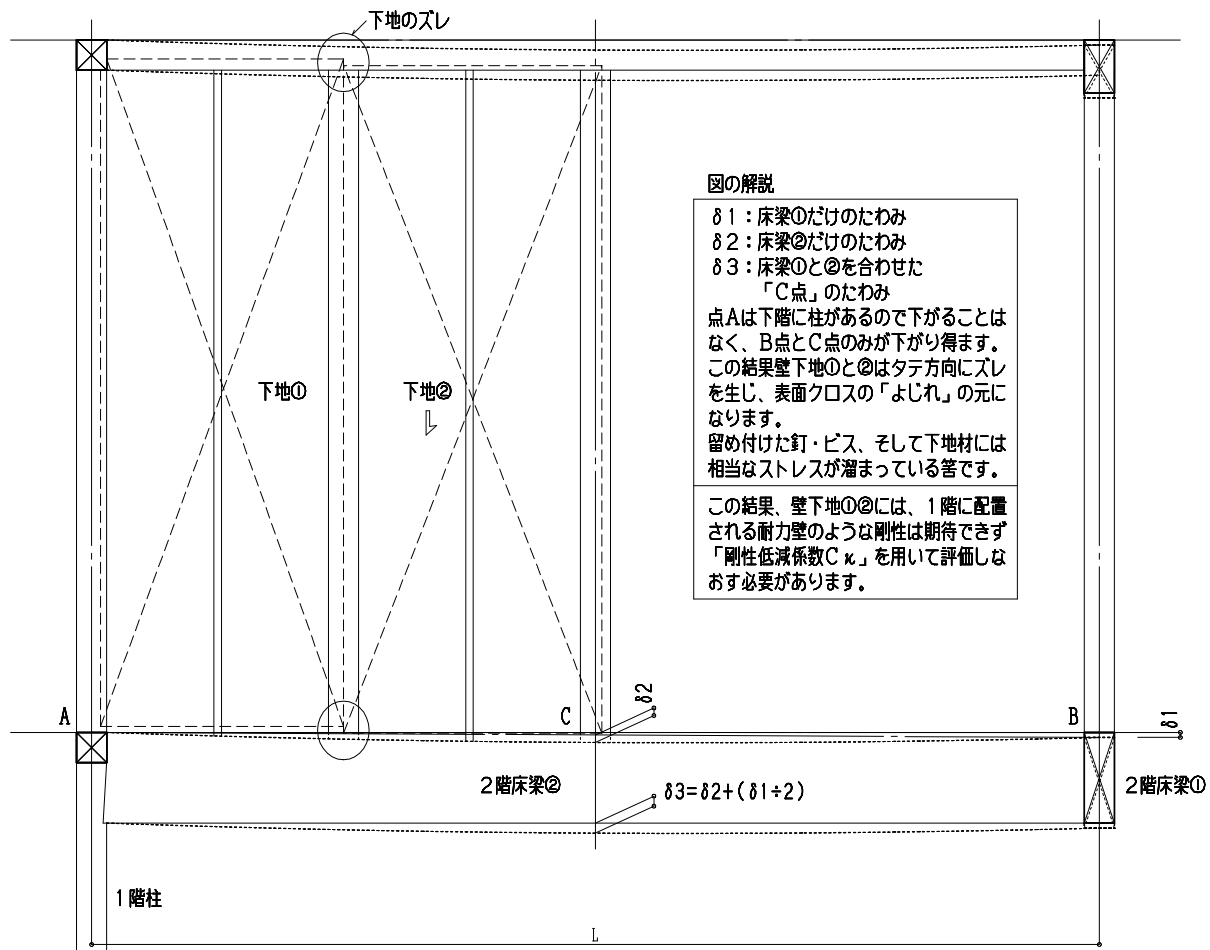 下地のズレ
図の解説
δ1：床梁①だけのたわみ
δ2：床梁②だけのたわみ
δ3：床梁①と②を合わせた
「C点」のたわみ
点Aは下階に柱があるので下がることは
なく、B点とC点のみが下がり得ます。
この結果壁下地①と②はタテ方向にズレ
を生じ、表面クロスの「よじれ」の元に
なります。
留め付けた釘・ビス、そして下地材には
相当なストレスが溜まっている筈です。
この結果、壁下地①②には、1階に配置
される耐力壁のような剛性は期待できず
「剛性低減係数Cκ」を用いて評価しな
おす必要があります。
下地①
下地②
A
C
δ2
B
δ1
2階床梁②
δ3=δ2+(δ1÷2)
2階床梁①
1階柱
L